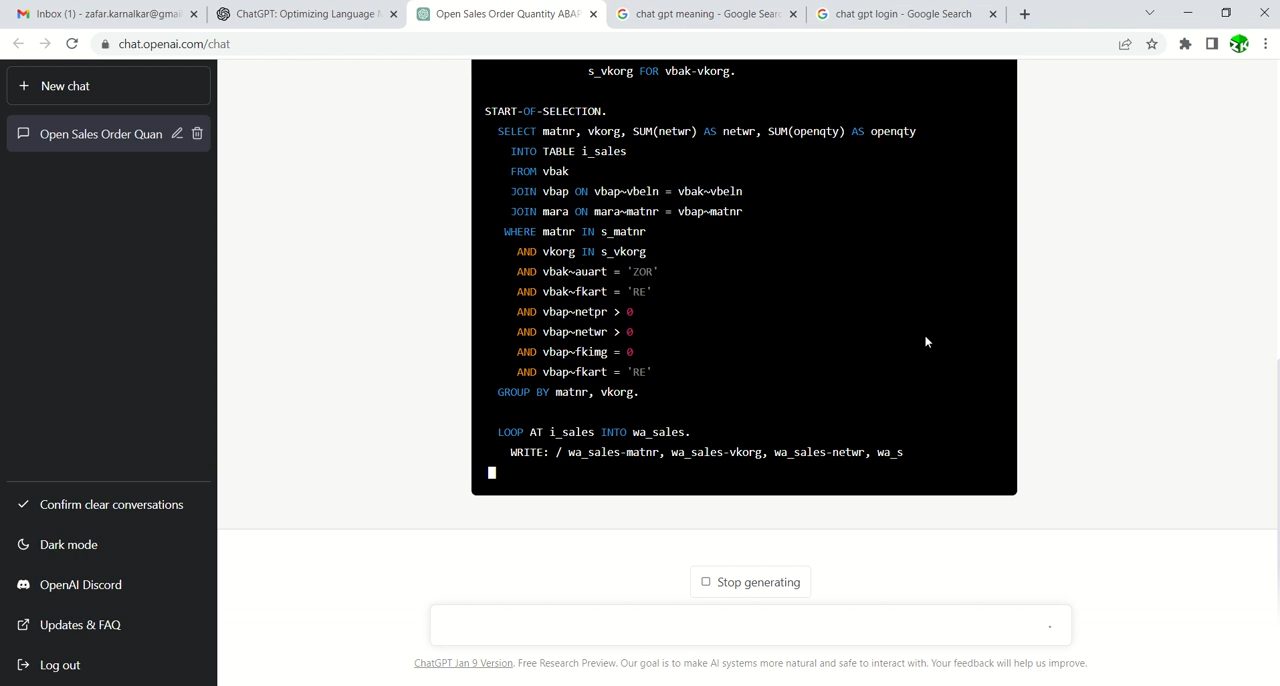 Inbox (1) - zafar.karnalkar@gmai
ChatGPT: Optimizing Language M
Open Sales Order Quantity ABAP
chat gpt meaning - Google Searc
chat gpt login - Google Search
chat.openai.com/chat
New chat
Open Sales Order Quan
s_vkorg FOR vbak-vkorg.
START-OF-SELECTION.
SELECT matnr, vkorg, SUM(netwr) AS netwr, SUM(openqty) AS openqty
INTO TABLE i_sales
FROM vbak
JOIN vbap ON vbap~vbeln = vbak~vbeln
JOIN mara ON mara~matnr = vbap~matnr
WHERE matnr IN s_matnr
AND vkorg IN s_vkorg
AND vbak~auart = 'ZOR'
AND vbak~fkart = 'RE'
AND vbap~netpr > 0
AND vbap~netwr > 0
AND vbap~fkimg = 0
AND vbap~fkart = 'RE'
GROUP BY matnr, vkorg.
LOOP AT i_sales INTO wa_sales.
WRITE: / wa_sales-matnr, wa_sales-vkorg, wa_sales-netwr, wa_s
Confirm clear conversations
Dark mode
OpenAI Discord
Updates & FAQ
Log out
Stop generating
ChatGPT Jan 9 Version. Free Research Preview. Our goal is to make AI systems more natural and safe to interact with. Your feedback will help us improve.